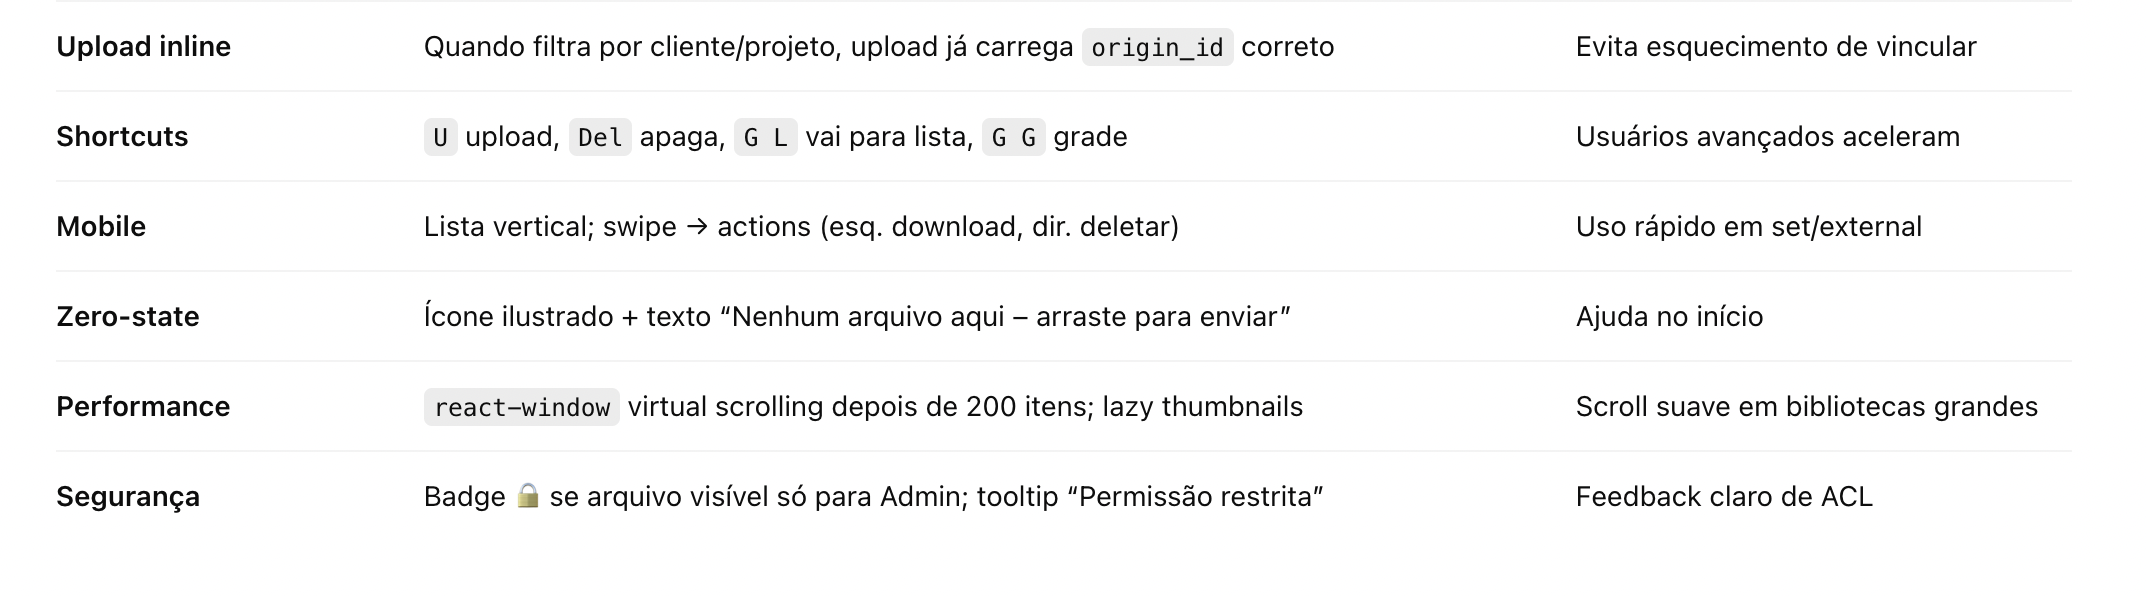 Upload inline Quando filtra por cliente/projeto, upload já carrega origin_id correto Evita esquecimento de vincular
Shortcuts U upload, Del apaga, G L vai para lista, G G grade Usuários avançados aceleram
Mobile Lista vertical; swipe → actions (esq. download, dir. deletar) Uso rápido em set/external
Zero-state Ícone ilustrado + texto “Nenhum arquivo aqui – arraste para enviar” Ajuda no início
Performance react-window virtual scrolling depois de 200 itens; lazy thumbnails Scroll suave em bibliotecas grandes
Segurança Badge 🔒 se arquivo visível só para Admin; tooltip “Permissão restrita” Feedback claro de ACL